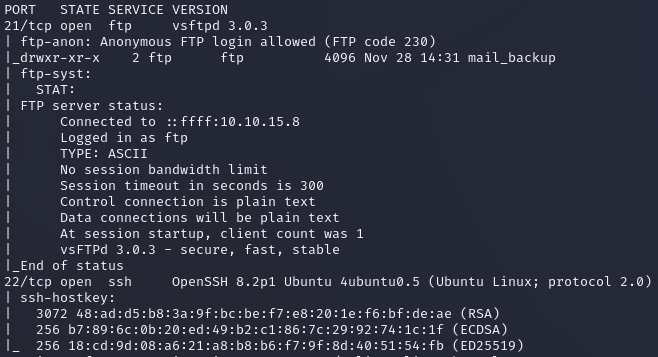 PORT   STATE SERVICE VERSION
21/tcp open  ftp     vsftpd 3.0.3
| ftp-anon: Anonymous FTP login allowed (FTP code 230)
|_drwxr-xr-x    2 ftp      ftp          4096 Nov 28 14:31 mail_backup
| ftp-syst:
|   STAT:
| FTP server status:
|      Connected to ::ffff:10.10.15.8
|      Logged in as ftp
|      TYPE: ASCII
|      No session bandwidth limit
|      Session timeout in seconds is 300
|      Control connection is plain text
|      Data connections will be plain text
|      At session startup, client count was 1
|      vsFTPd 3.0.3 - secure, fast, stable
|_End of status
22/tcp open  ssh     OpenSSH 8.2p1 Ubuntu 4ubuntu0.5 (Ubuntu Linux; protocol 2.0)
| ssh-hostkey:
|   3072 48:ad:d5:b8:3a:9f:bc:be:f7:e8:20:1e:f6:bf:de:ae (RSA)
|   256 b7:89:6c:0b:20:ed:49:b2:c1:86:7c:29:92:74:1c:1f (ECDSA)
|_  256 18:cd:9d:08:a6:21:a8:b8:b6:f7:9f:8d:40:51:54:fb (ED25519)